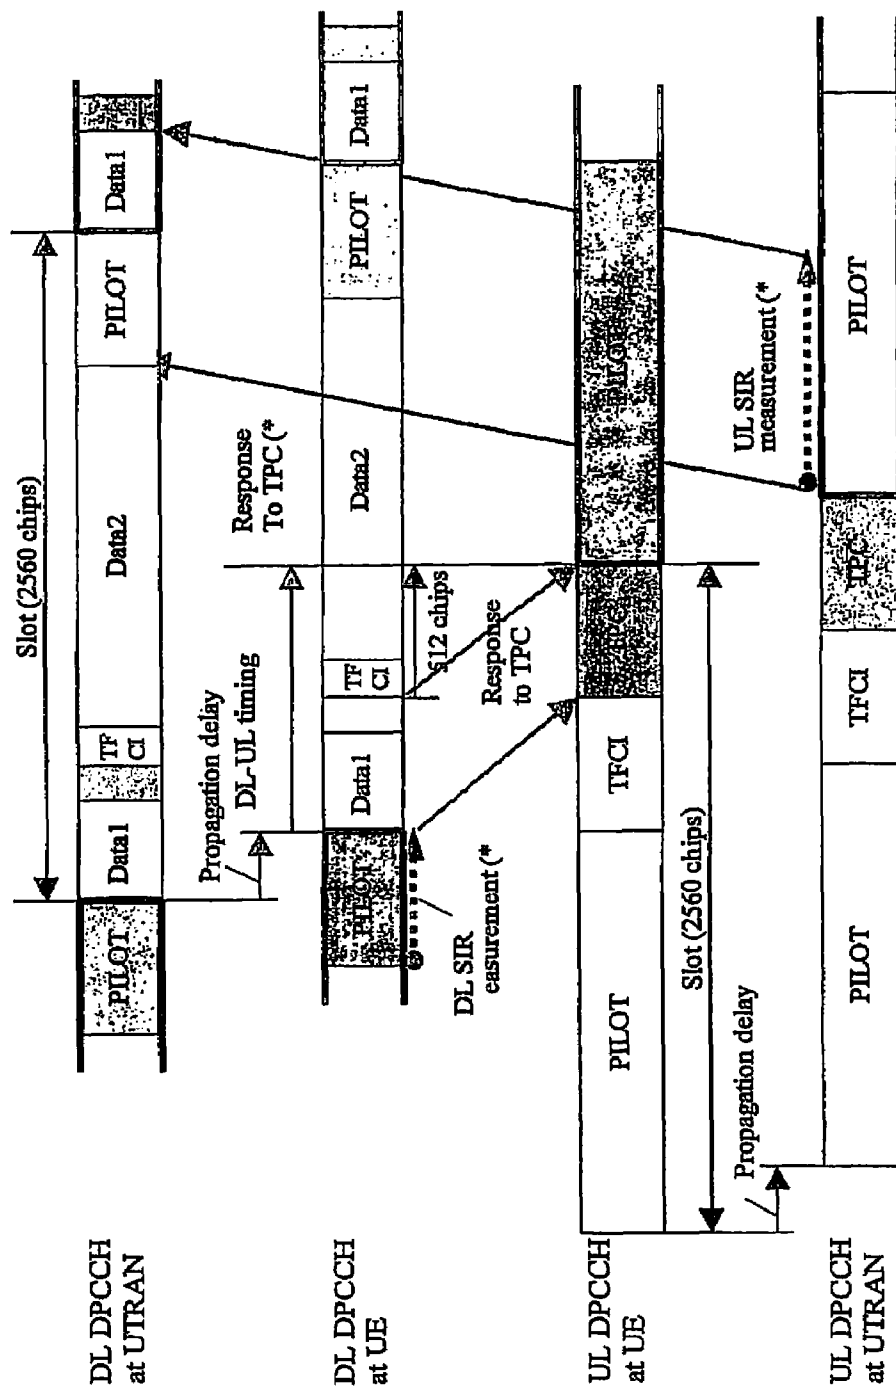 Slot (2560 chips)
DL DPCCH
at UTRAN
PILOT
Data1
TF
CI
Data2
PILOT
Data1
Propagation delay
DL-UL timing
Response
To TPC (*
DL DPCCH
at UE
PILOT
Data1
TF
CI
Data2
PILOT
Data1
512 chips
DL SIR
easurement (*
Response
to TPC
UL DPCCH
at UE
PILOT
TFCI
PILOT
Slot (2560 chips)
Propagation delay
UL SIR
measurement (*
UL DPCCH
at UTRAN
PILOT
TFCI
TPC
PILOT